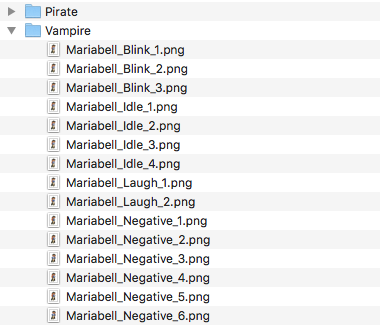 Pirate
Vampire
Mariabell_Blink_1.png
Mariabell_Blink_2.png
Mariabell_Blink_3.png
Mariabell_Idle_1.png
Mariabell_Idle_2.png
Mariabell_Idle_3.png
Mariabell_Idle_4.png
Mariabell_Laugh_1.png
Mariabell_Laugh_2.png
Mariabell_Negative_1.png
Mariabell_Negative_2.png
Mariabell_Negative_3.png
Mariabell_Negative_4.png
Mariabell_Negative_5.png
Mariabell_Negative_6.png